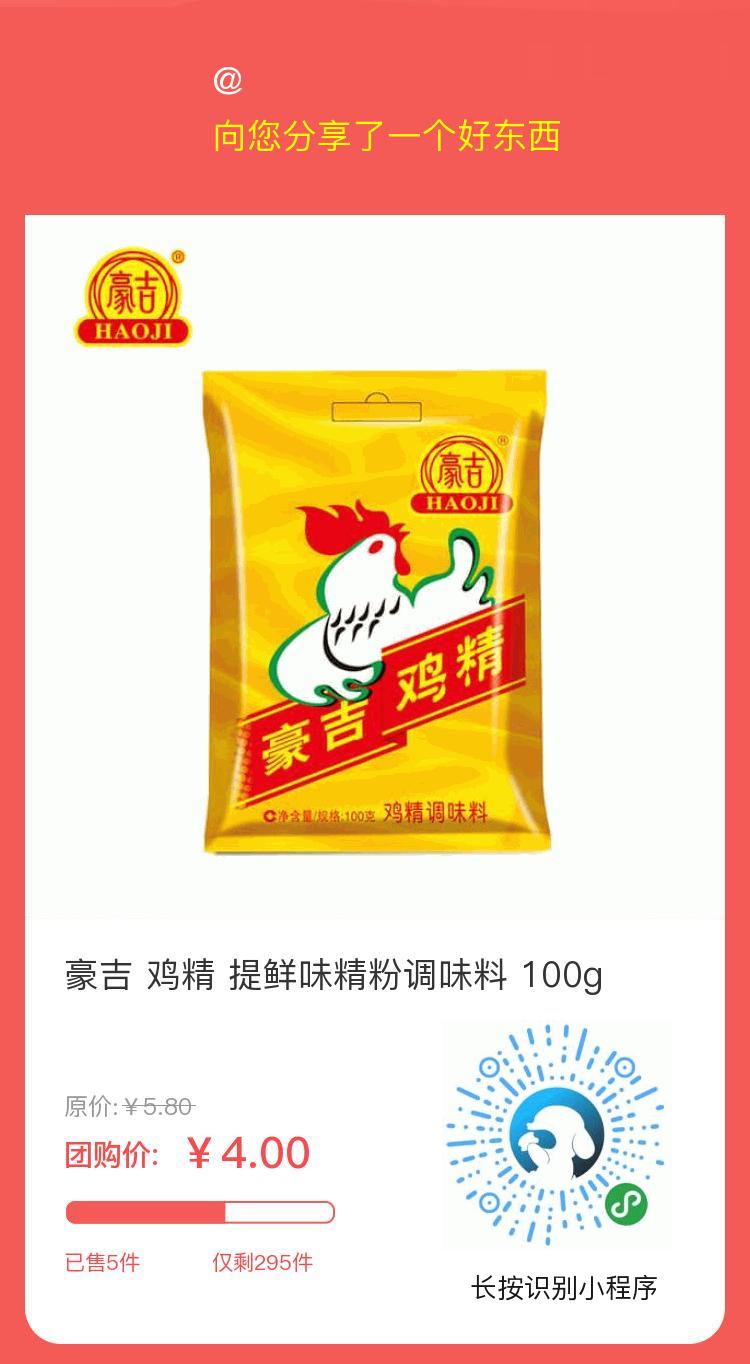 @
向您分享了一个好东西
豪吉
®
HAOJI
豪吉
®
HAOJI
豪吉 鸡精
净含量/规格:100克 鸡精调味料
豪吉 鸡精 提鲜味精粉调味料 100g
原价:￥5.80
团购价: ￥4.00
已售5件 仅剩295件
长按识别小程序